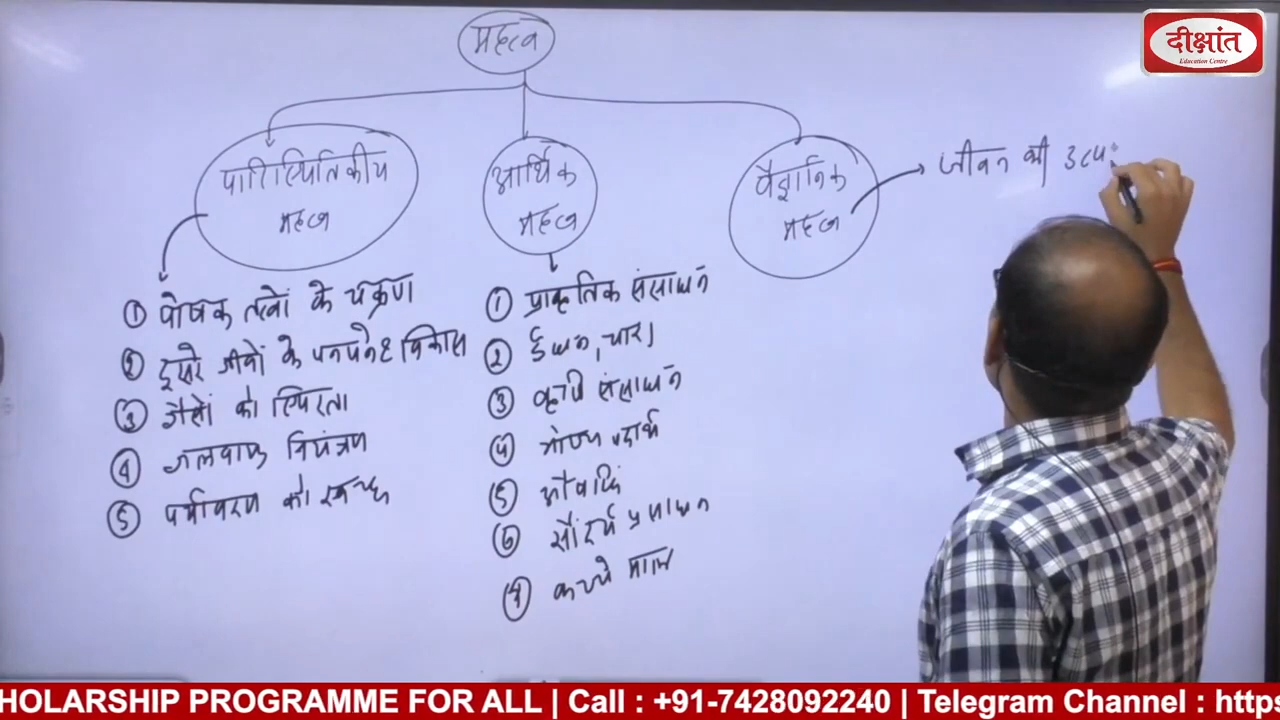 दीक्षांत
Education Centre
महत्व
पारिस्थितिकीय
महत्व
आर्थिक
महत्व
वैज्ञानिक
महत्व
जीवन की उत्प
① पोषक तत्वों के चक्रण
② दूसरे जीवों के पनपने विकास
③ गैसों को स्थिरता
④ जलवायु नियंत्रण
⑤ पर्यावरण को स्वच्छ
① प्राकृतिक संसाधन
② ईंधन, चारा
③ कृषि संसाधन
④ भोज्य पदार्थ
⑤ औषधि
⑥ सौंदर्य प्रसाधन
⑦ कच्चे माल
HOLARSHIP PROGRAMME FOR ALL | Call : +91-7428092240 | Telegram Channel : https